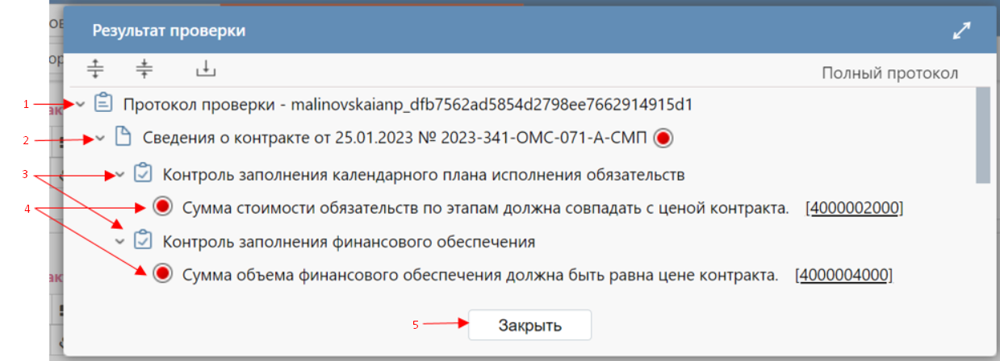 Результат проверки
Полный протокол
1
Протокол проверки - malinovskaianp_dfb7562ad5854d2798ee7662914915d1
2
Сведения о контракте от 25.01.2023 № 2023-341-ОМС-071-А-СМП
3
Контроль заполнения календарного плана исполнения обязательств
4
Сумма стоимости обязательств по этапам должна совпадать с ценой контракта. [4000002000]
Контроль заполнения финансового обеспечения
Сумма объема финансового обеспечения должна быть равна цене контракта. [4000004000]
5
Закрыть